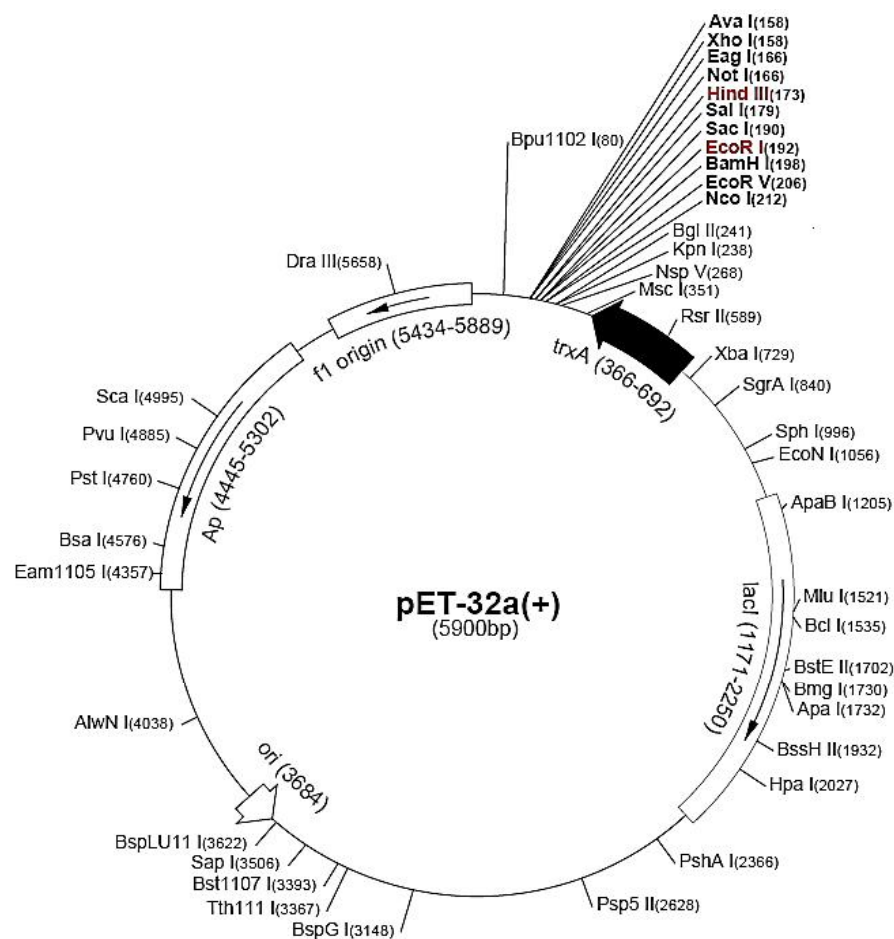 Ava I(158)
Xho I(158)
Eag I(166)
Not I(166)
Hind III(173)
Sal I(179)
Sac I(190)
EcoR I(192)
BamH I(198)
EcoR V(206)
Nco I(212)
Bpu1102 I(80)
Bgl II(241)
Kpn I(238)
Nsp V(268)
Msc I(351)
Rsr II(589)
Xba I(729)
SgrA I(840)
Sph I(996)
EcoN I(1056)
ApaB I(1205)
Mlu I(1521)
Bcl I(1535)
BstE II(1702)
Bmg I(1730)
Apa I(1732)
BssH II(1932)
Hpa I(2027)
PshA I(2366)
Psp5 II(2628)
BspG I(3148)
Tth111 I(3367)
Bst1107 I(3393)
Sap I(3506)
BspLU11 I(3622)
AlwN I(4038)
Eam1105 I(4357)
Bsa I(4576)
Pst I(4760)
Pvu I(4885)
Sca I(4995)
Dra III(5658)
f1 origin (5434-5889)
trxA (366-692)
lacI (1171-2250)
ori (3684)
Ap (4445-5302)
pET-32a(+)
(5900bp)